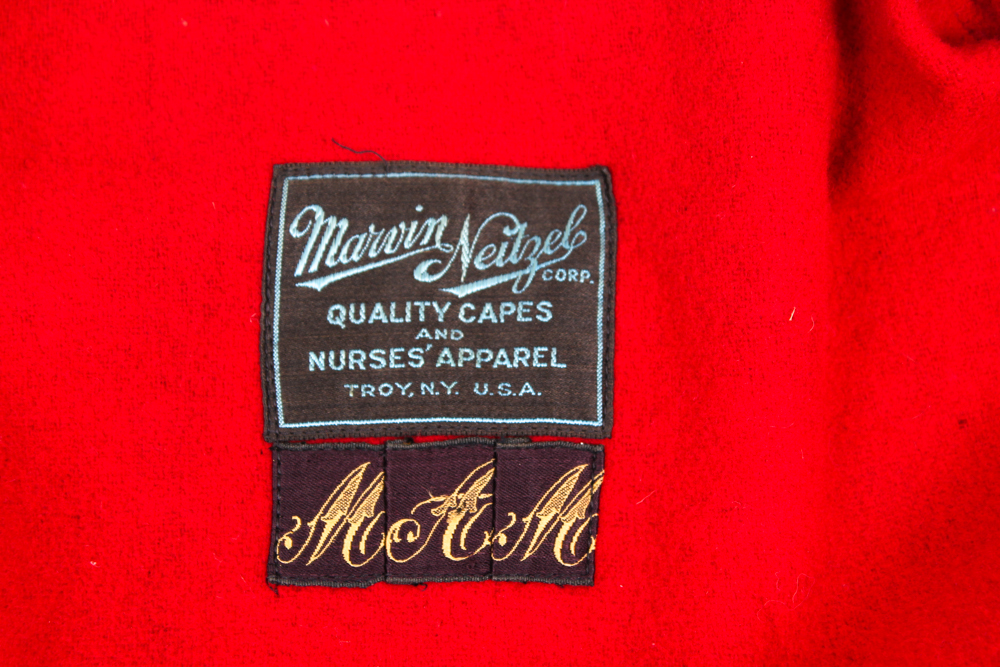 Marvin Neitzel
CORP.
QUALITY CAPES
AND
NURSES' APPAREL
TROY, N.Y. U.S.A.
M A M